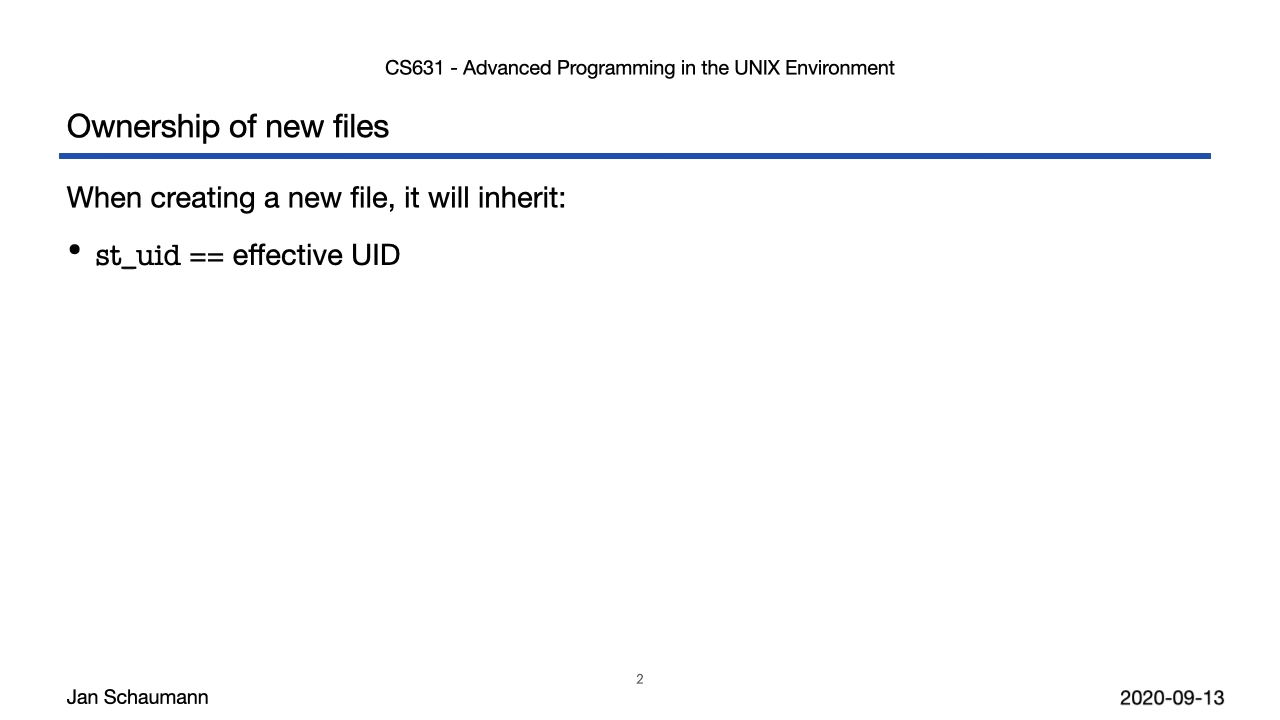 CS631 - Advanced Programming in the UNIX Environment
Ownership of new files
When creating a new file, it will inherit:
• st_uid == effective UID
2
Jan Schaumann
2020-09-13